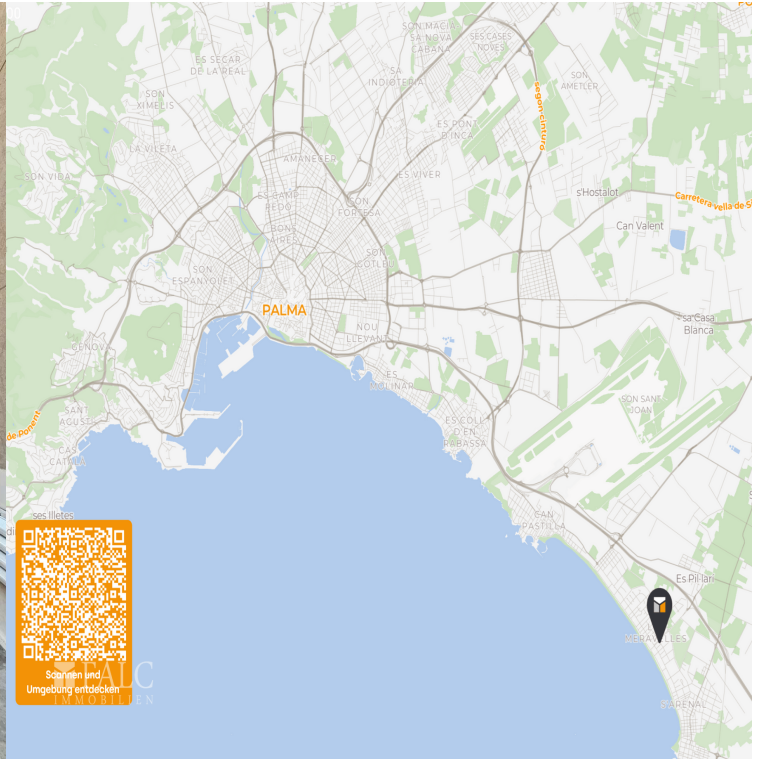 SON MACIÀ
SA NOVA
CABANA
SES CASES
NOVES
ES SECAR
DE LA REAL
SA
INDIOTERIA
SON
AMETLER
SON
XIMELIS
segon cinturó
ES PONT
D'INCA
LA VILETA
AMANECER
SON VIDA
ES VIVER
ES CAMP
REDÓ
SON
FORTESA
s'Hostalot
Carretera vella de S
Can Valent
BONS
AIRES
SON
GOTLEU
SON
ESPANYOLET
PALMA
sa Casa
Blanca
NOU
LLEVANT
GÈNOVA
ES
MOLINAR
SON SANT
JOAN
SANT
AGUSTÍ
de Ponent
ES COLL
D'EN
RABASSA
CAS
CATALÀ
ses Illetes
CAN
PASTILLA
Es Pil·larí
MERAVELLES
S'ARENAL
Scannen und
Umgebung entdecken
FALC
IMMOBILIEN